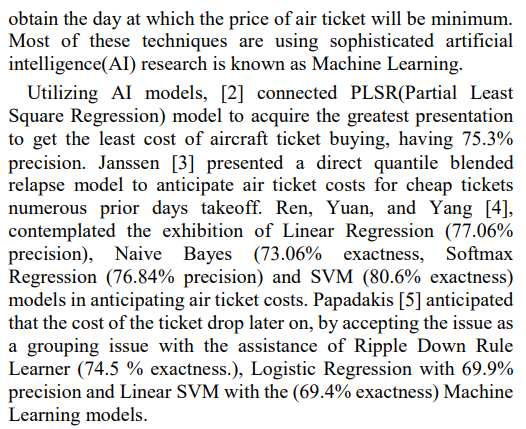 obtain the day at which the price of air ticket will be minimum.
Most of these techniques are using sophisticated artificial
intelligence(AI) research is known as Machine Learning.
Utilizing AI models, [2] connected PLSR(Partial Least
Square Regression) model to acquire the greatest presentation
to get the least cost of aircraft ticket buying, having 75.3%
precision. Janssen [3] presented a direct quantile blended
relapse model to anticipate air ticket costs for cheap tickets
numerous prior days takeoff. Ren, Yuan, and Yang [4],
contemplated the exhibition of Linear Regression (77.06%
precision), Naive Bayes (73.06% exactness, Softmax
Regression (76.84% precision) and SVM (80.6% exactness)
models in anticipating air ticket costs. Papadakis [5] anticipated
that the cost of the ticket drop later on, by accepting the issue as
a grouping issue with the assistance of Ripple Down Rule
Learner (74.5 % exactness.), Logistic Regression with 69.9%
precision and Linear SVM with the (69.4% exactness) Machine
Learning models.